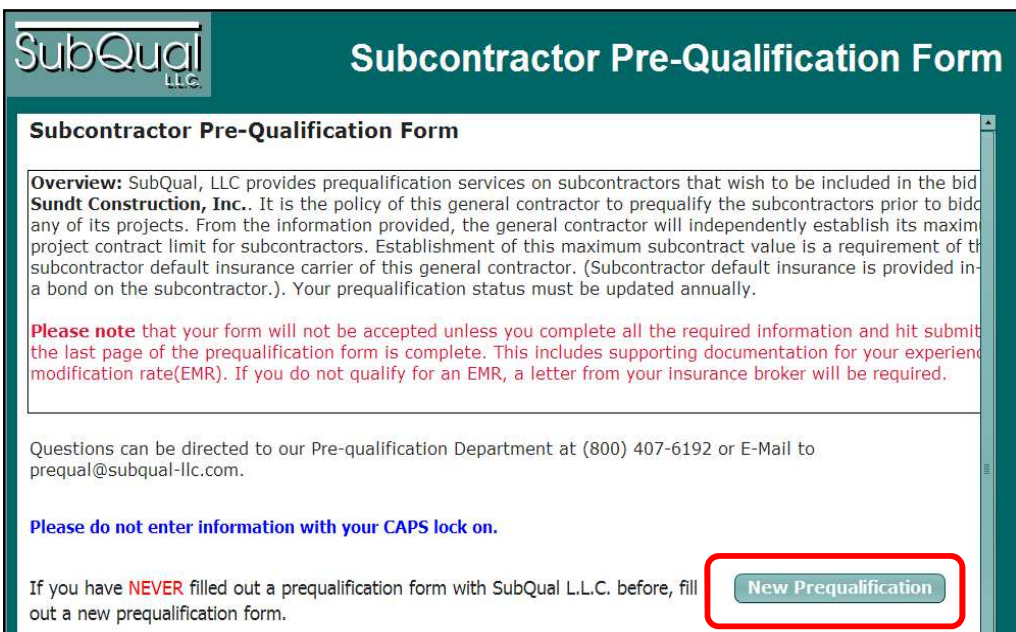 SubQual
L.L.C.
Subcontractor Pre-Qualification Form
Subcontractor Pre-Qualification Form
Overview: SubQual, LLC provides prequalification services on subcontractors that wish to be included in the bid
Sundt Construction, Inc.. It is the policy of this general contractor to prequalify the subcontractors prior to
any of its projects. From the information provided, the general contractor will independently establish its
project contract limit for subcontractors. Establishment of this maximum subcontract value is a requirement of
subcontractor default insurance carrier of this general contractor. (Subcontractor default insurance is provided in-
a bond on the subcontractor.). Your prequalification status must be updated annually.
Please note that your form will not be accepted unless you complete all the required information and hit submit
the last page of the prequalification form is complete. This includes supporting documentation for your
modification rate(EMR). If you do not qualify for an EMR, a letter from your insurance broker will be required.
Questions can be directed to our Pre-qualification Department at (800) 407-6192 or E-Mail to
prequal@subqual-llc.com.
Please do not enter information with your CAPS lock on.
If you have NEVER filled out a prequalification form with SubQual L.L.C. before, fill
out a new prequalification form.
New Prequalification